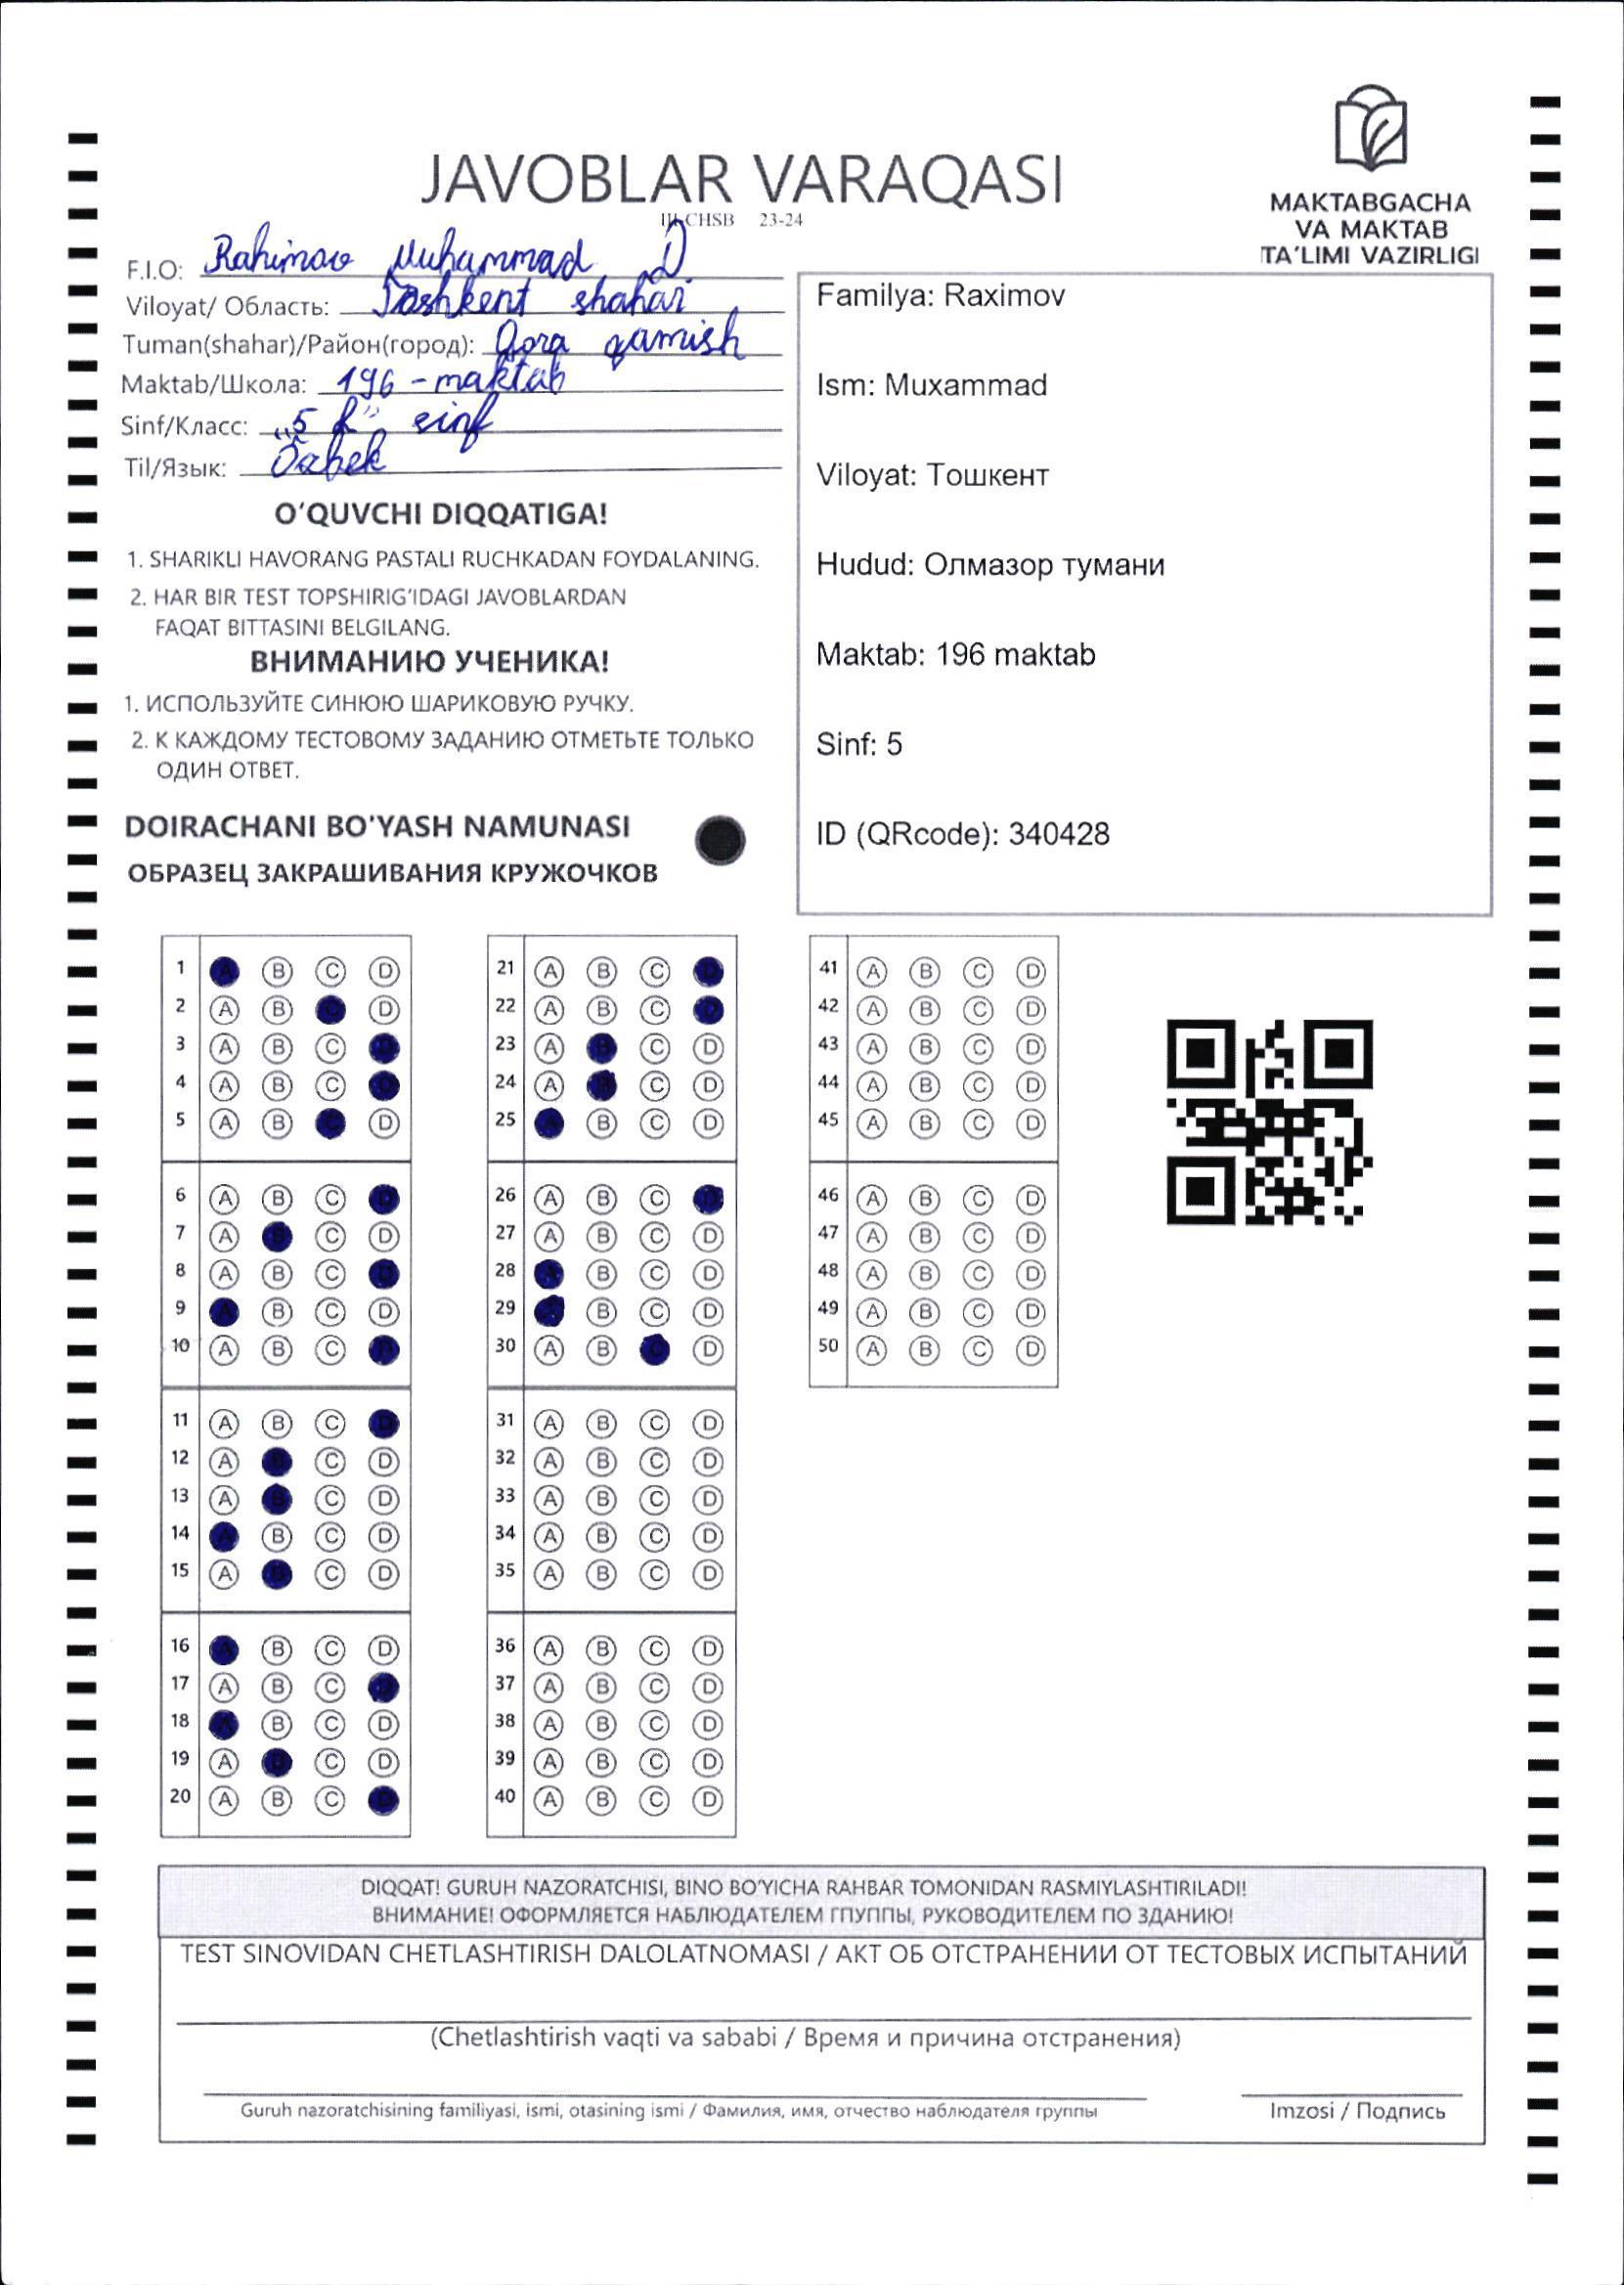 JAVOBLAR VARAQASI
III CHSB 23-24
MAKTABGACHA
VA MAKTAB
TA'LIMI VAZIRLIGI
F.I.O: Rahimov Muhammad D
Viloyat/ Область: Toshkent shahar
Tuman(shahar)/Район(город): Qora qamish
Maktab/Школа: 196 - maktab
Sinf/Класс: „5 " sinf
Til/Язык: Özbek
O'QUVCHI DIQQATIGA!
1. SHARIKLI HAVORANG PASTALI RUCHKADAN FOYDALANING.
2. HAR BIR TEST TOPSHIRIG'IDAGI JAVOBLARDAN
FAQAT BITTASINI BELGILANG.
ВНИМАНИЮ УЧЕНИКА!
1. ИСПОЛЬЗУЙТЕ СИНЮЮ ШАРИКОВУЮ РУЧКУ.
2. К КАЖДОМУ ТЕСТОВОМУ ЗАДАНИЮ ОТМЕТЬТЕ ТОЛЬКО
ОДИН ОТВЕТ.
DOIRACHANI BO'YASH NAMUNASI
ОБРАЗЕЦ ЗАКРАШИВАНИЯ КРУЖОЧКОВ
Familya: Raximov
Ism: Muxammad
Viloyat: Тошкент
Hudud: Олмазор тумани
Maktab: 196 maktab
Sinf: 5
ID (QRcode): 340428
1 A B C D
2 A B C D
3 A B C D
4 A B C D
5 A B C D
6 A B C D
7 A B C D
8 A B C D
9 A B C D
10 A B C D
11 A B C D
12 A B C D
13 A B C D
14 A B C D
15 A B C D
16 A B C D
17 A B C D
18 A B C D
19 A B C D
20 A B C D
21 A B C D
22 A B C D
23 A B C D
24 A B C D
25 A B C D
26 A B C D
27 A B C D
28 A B C D
29 A B C D
30 A B C D
31 A B C D
32 A B C D
33 A B C D
34 A B C D
35 A B C D
36 A B C D
37 A B C D
38 A B C D
39 A B C D
40 A B C D
41 A B C D
42 A B C D
43 A B C D
44 A B C D
45 A B C D
46 A B C D
47 A B C D
48 A B C D
49 A B C D
50 A B C D
DIQQAT! GURUH NAZORATCHISI, BINO BO'YICHA RAHBAR TOMONIDAN RASMIYLASHTIRILADI!
ВНИМАНИЕ! ОФОРМЛЯЕТСЯ НАБЛЮДАТЕЛЕМ ГПУППЫ, РУКОВОДИТЕЛЕМ ПО ЗДАНИЮ!
TEST SINOVIDAN CHETLASHTIRISH DALOLATNOMASI / АКТ ОБ ОТСТРАНЕНИИ ОТ ТЕСТОВЫХ ИСПЫТАНИЙ
(Chetlashtirish vaqti va sababi / Время и причина отстранения)
Guruh nazoratchisining familiyasi, ismi, otasining ismi / Фамилия, имя, отчество наблюдателя группы
Imzosi / Подпись